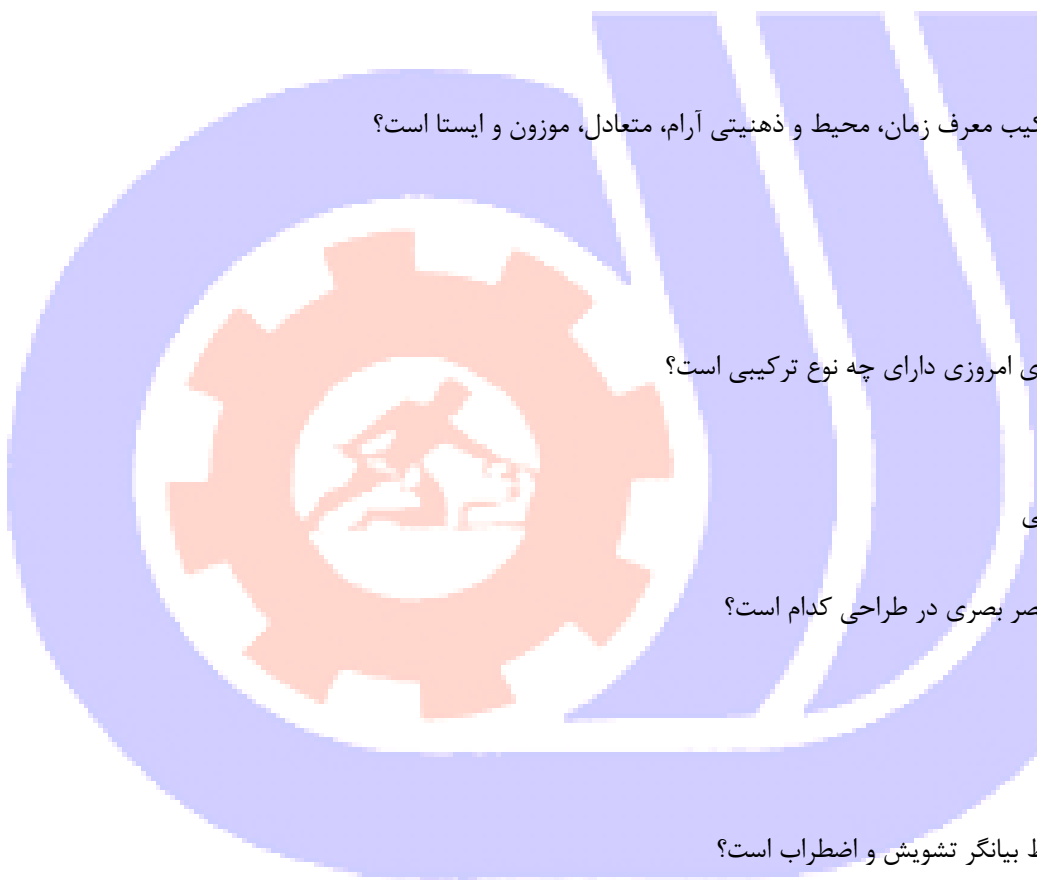 کیب معرف زمان، محیط و ذهنیتی آرام، متعادل، موزون و ایستا است؟
ی امروزی دارای چه نوع ترکیبی است؟
ی
صر بصری در طراحی کدام است؟
ط بیانگر تشویش و اضطراب است؟